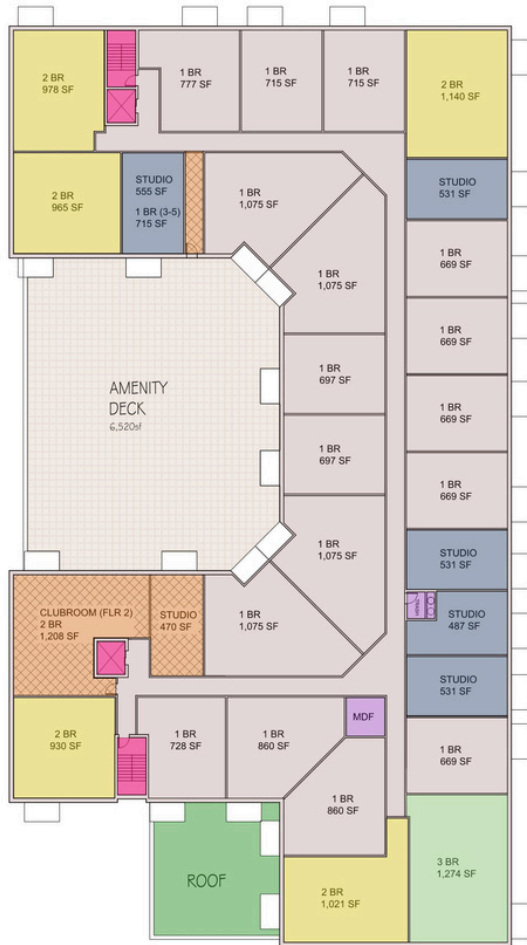 2 BR
978 SF
1 BR
777 SF
1 BR
715 SF
1 BR
715 SF
2 BR
1,140 SF
2 BR
965 SF
STUDIO
555 SF
1 BR (3-5)
715 SF
1 BR
1,075 SF
STUDIO
531 SF
1 BR
1,075 SF
1 BR
669 SF
1 BR
669 SF
1 BR
697 SF
AMENITY
DECK
6,520sf
1 BR
669 SF
1 BR
697 SF
1 BR
669 SF
1 BR
1,075 SF
STUDIO
531 SF
CLUBROOM (FLR 2)
2 BR
1,208 SF
STUDIO
470 SF
1 BR
1,075 SF
TRASH
STUDIO
487 SF
STUDIO
531 SF
2 BR
930 SF
1 BR
728 SF
1 BR
860 SF
MDF
1 BR
669 SF
1 BR
860 SF
ROOF
2 BR
1,021 SF
3 BR
1,274 SF